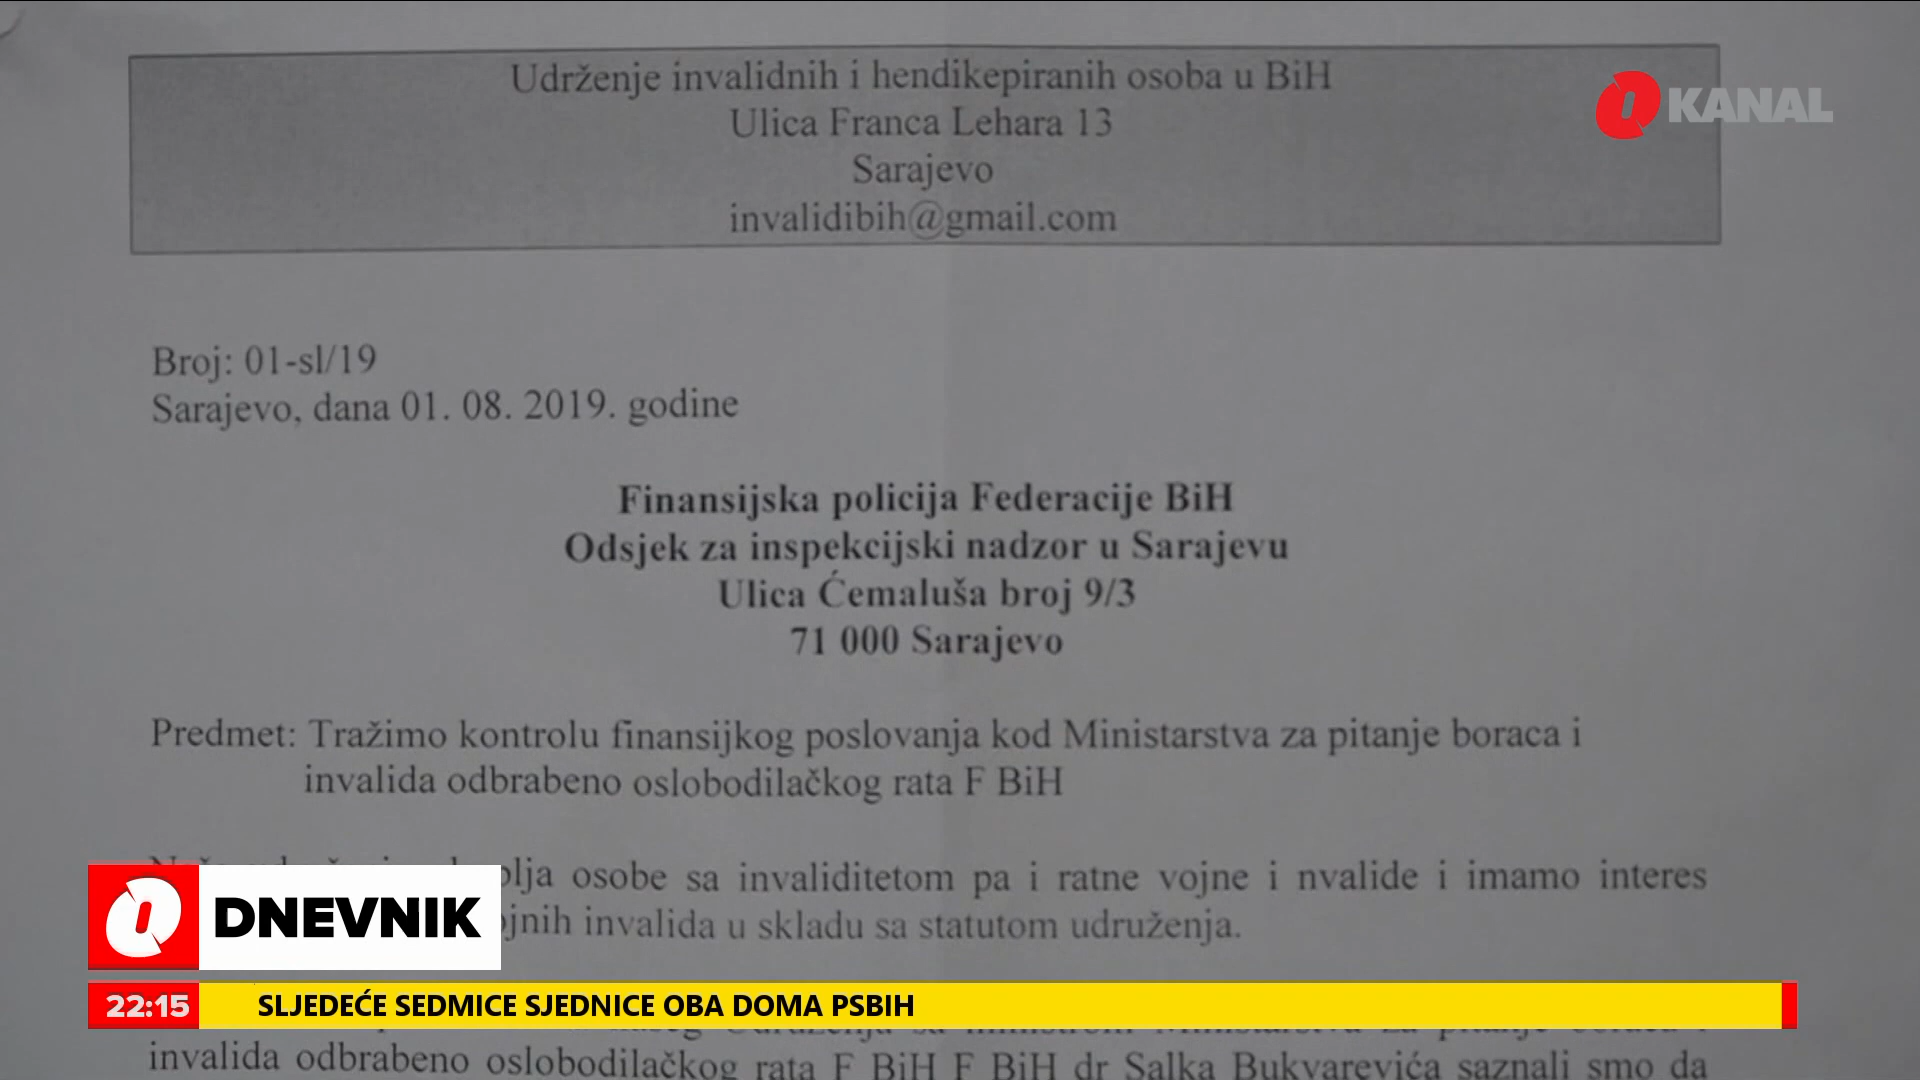 Udrženje invalidnih i hendikepiranih osoba u BiH
Ulica Franca Lehara 13
Sarajevo
invalidibih@gmail.com
KANAL
Broj: 01-sl/19
Sarajevo, dana 01. 08. 2019. godine
Finansijska policija Federacije BiH
Odsjek za inspekcijski nadzor u Sarajevu
Ulica Ćemaluša broj 9/3
71 000 Sarajevo
Predmet: Tražimo kontrolu finansijkog poslovanja kod Ministarstva za pitanje boraca i
invalida odbrabeno oslobodilačkog rata F BiH
osobe sa invaliditetom pa i ratne vojne i nvalide i imamo interes
invalida u skladu sa statutom udruženja.
DNEVNIK
22:15 SLJEDEĆE SEDMICE SJEDNICE OBA DOMA PSBIH
invalida odbrabeno oslobodilačkog rata F BiH F BiH dr Salka Bukvarevića saznali smo da